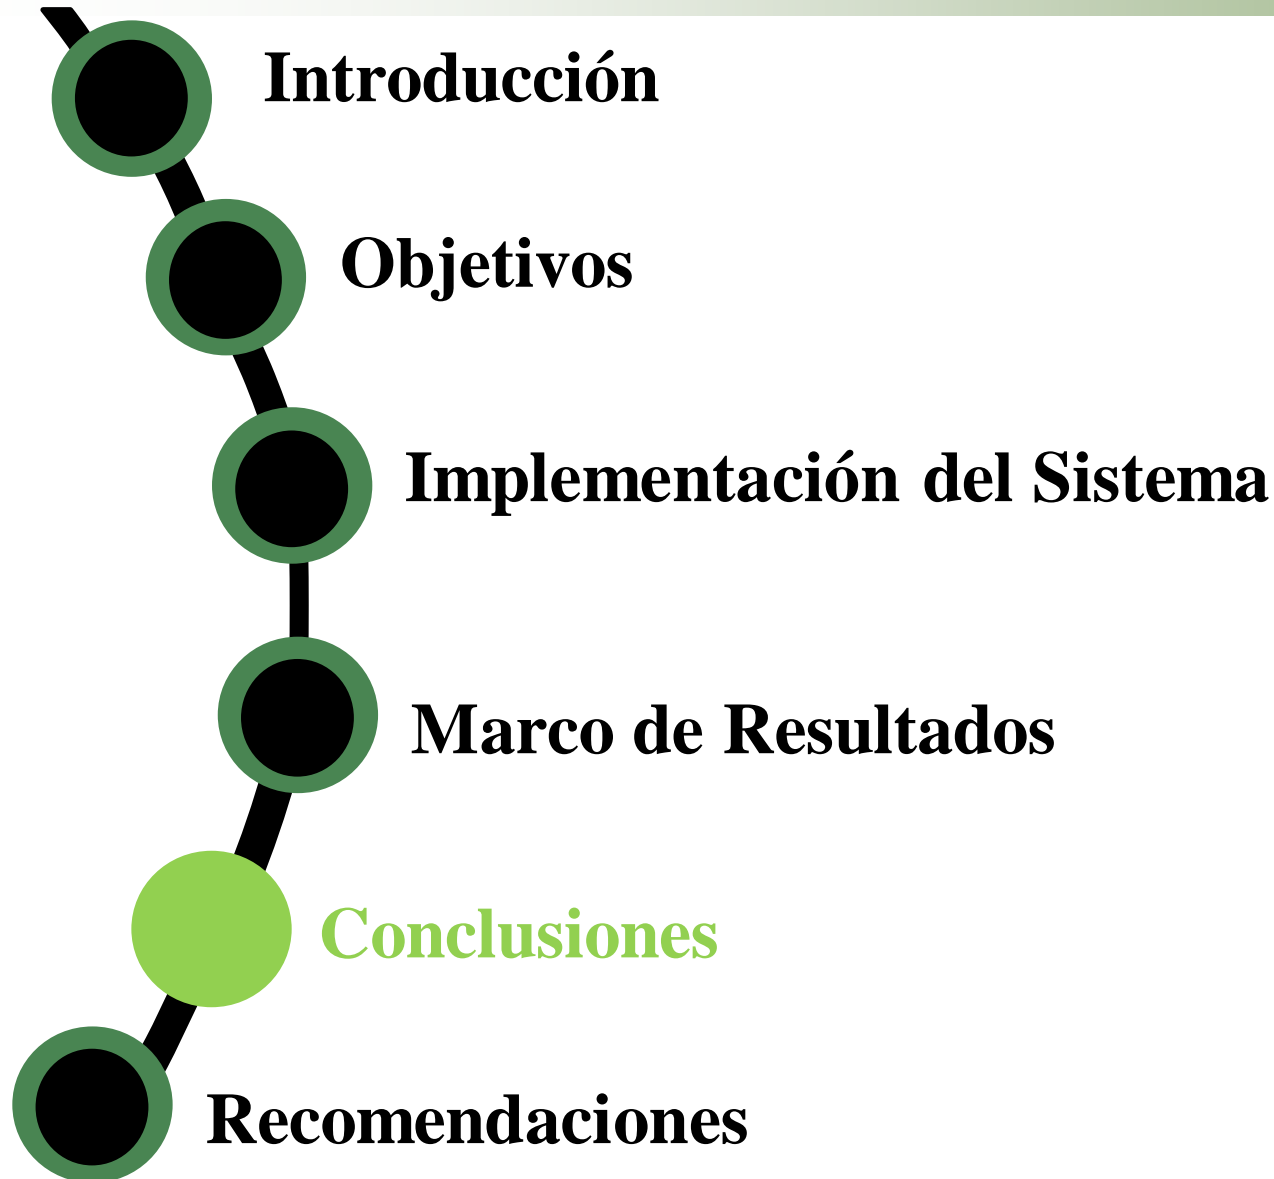 Introducción
Objetivos
Implementación del Sistema
Marco de Resultados
Conclusiones
Recomendaciones